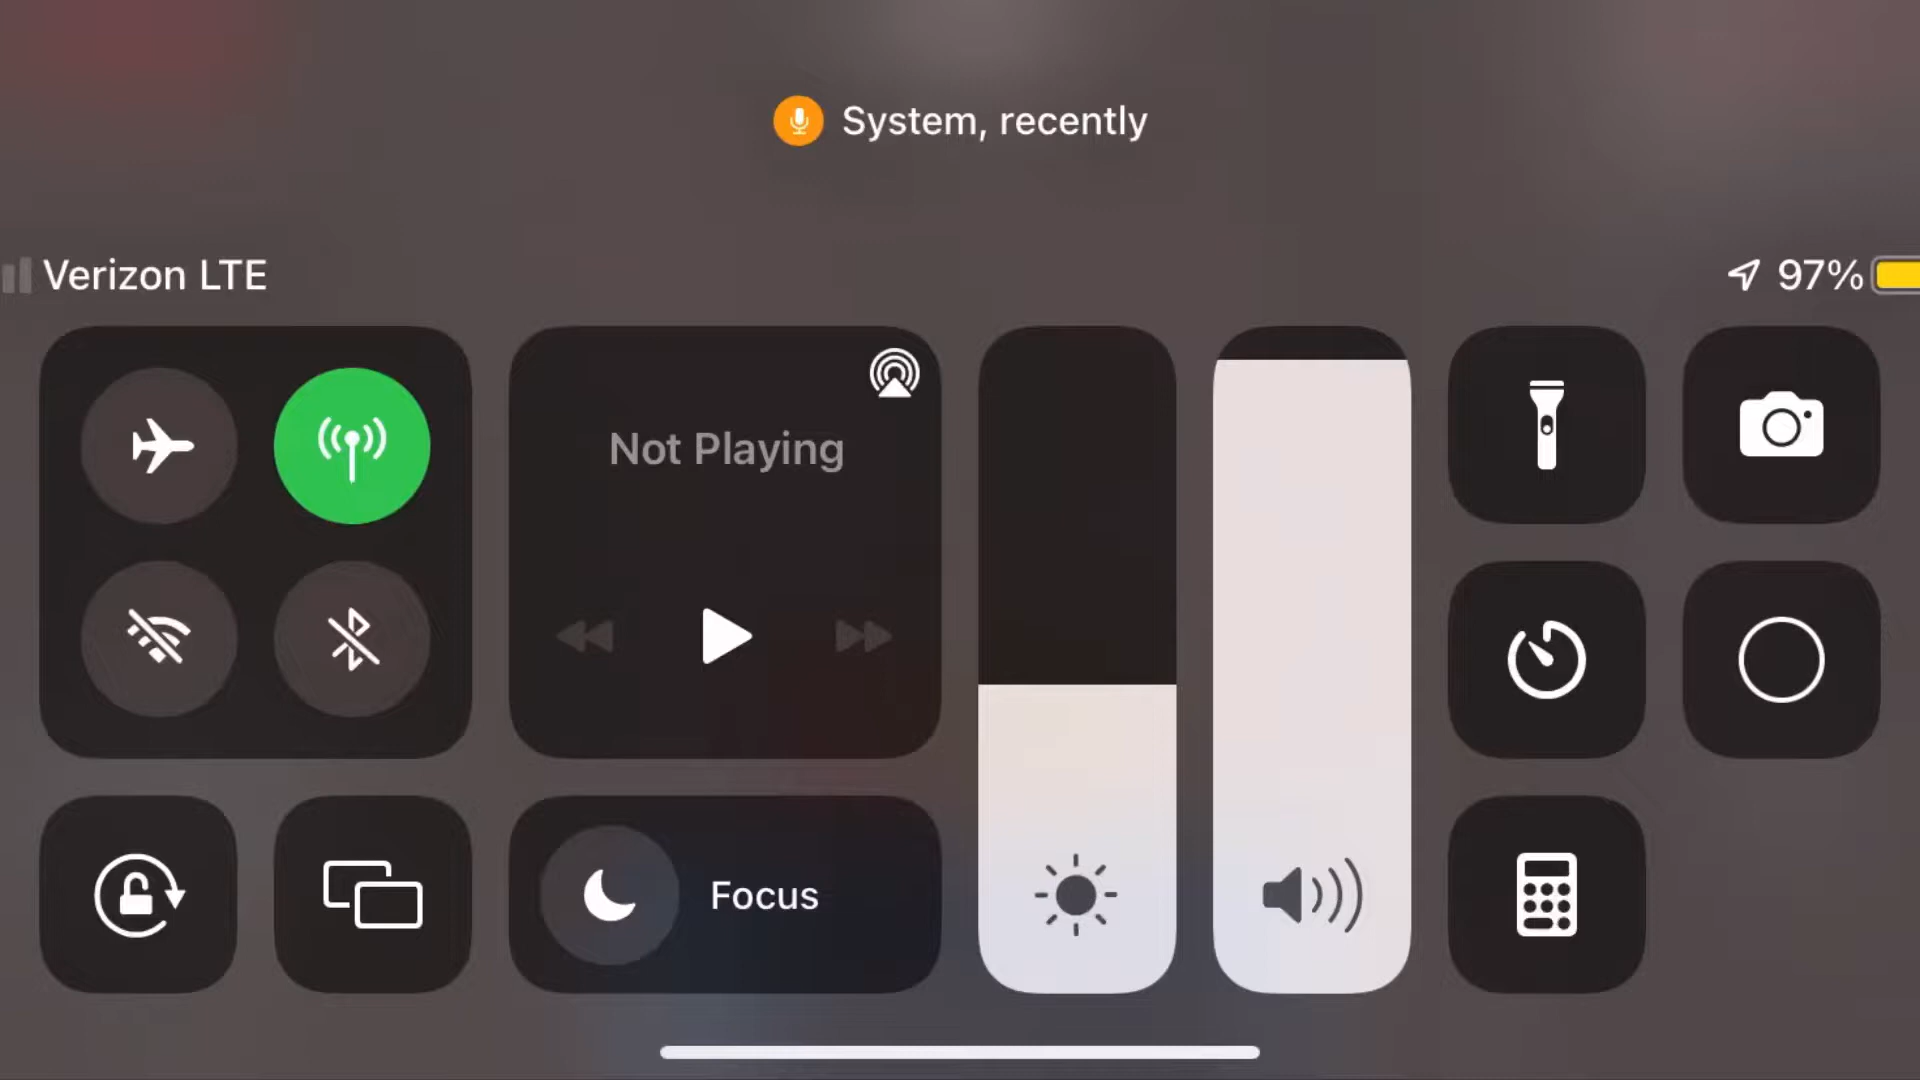 System, recently
Verizon LTE
97%
Not Playing
Focus